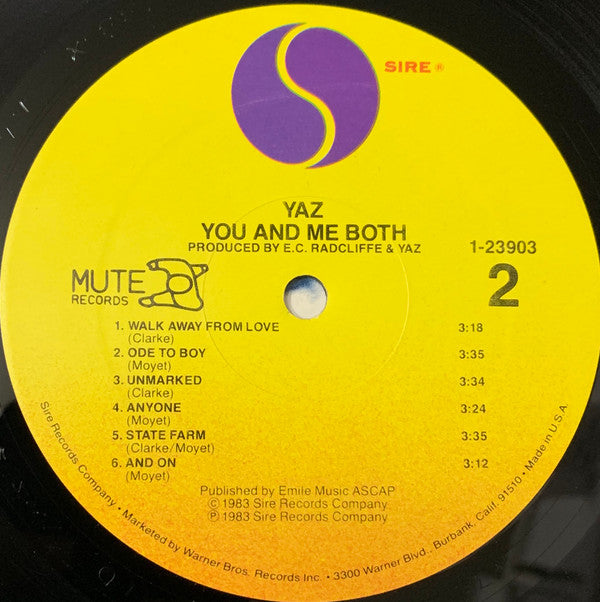 SIRE ®
YAZ
YOU AND ME BOTH
PRODUCED BY E.C. RADCLIFFE & YAZ
1-23903
MUTE
RECORDS
2
1. WALK AWAY FROM LOVE 3:18
(Clarke)
2. ODE TO BOY 3:35
(Moyet)
3. UNMARKED 3:34
(Clarke)
4. ANYONE 3:24
(Moyet)
5. STATE FARM 3:35
(Clarke/Moyet)
6. AND ON 3:12
(Moyet)
Published by Emile Music ASCAP
Ⓒ 1983 Sire Records Company
Ⓟ 1983 Sire Records Company
Sire Records Company • Marketed by Warner Bros. Records Inc. • 3300 Warner Blvd., Burbank, Calif. 91510 • Made in U.S.A.